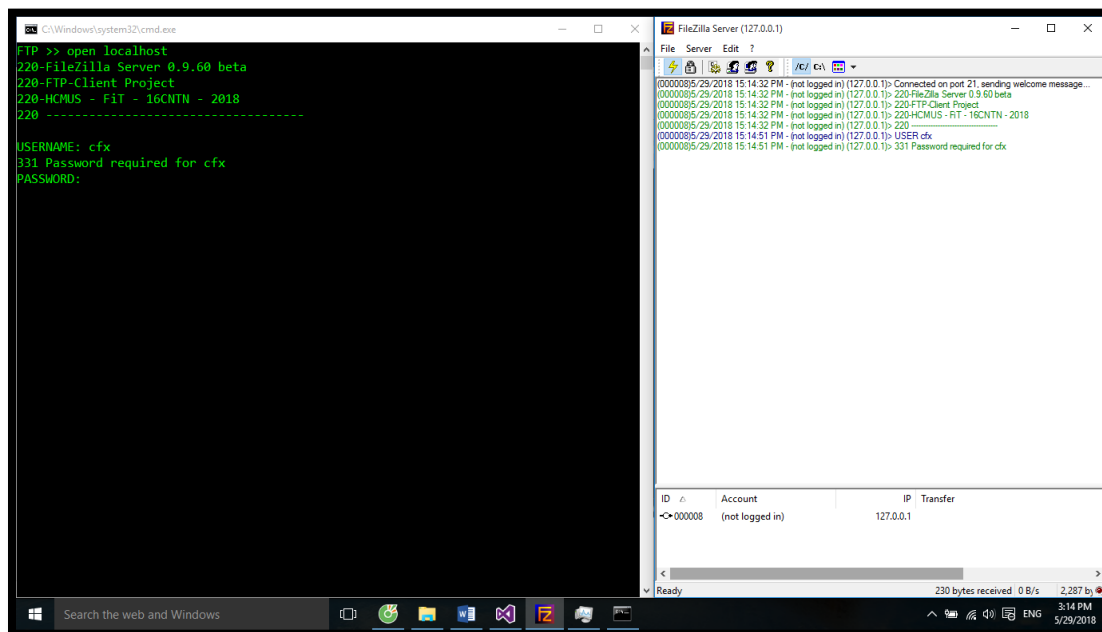 C:\Windows\system32\cmd.exe
FTP >> open localhost
220-FileZilla Server 0.9.60 beta
220-FTP-Client Project
220-HCMUS - FiT - 16CNTN - 2018
220 ------------------------------------
USERNAME: cfx
331 Password required for cfx
PASSWORD:
FileZilla Server (127.0.0.1)
File Server Edit ?
/C/ C:\
(000008)5/29/2018 15:14:32 PM - (not logged in) (127.0.0.1)> Connected on port 21, sending welcome message...
(000008)5/29/2018 15:14:32 PM - (not logged in) (127.0.0.1)> 220-FileZilla Server 0.9.60 beta
(000008)5/29/2018 15:14:32 PM - (not logged in) (127.0.0.1)> 220-FTP-Client Project
(000008)5/29/2018 15:14:32 PM - (not logged in) (127.0.0.1)> 220-HCMUS - FiT - 16CNTN - 2018
(000008)5/29/2018 15:14:32 PM - (not logged in) (127.0.0.1)> 220 ------------------------------------
(000008)5/29/2018 15:14:51 PM - (not logged in) (127.0.0.1)> USER cfx
(000008)5/29/2018 15:14:51 PM - (not logged in) (127.0.0.1)> 331 Password required for cfx
ID Account IP Transfer
000008 (not logged in) 127.0.0.1
Ready 230 bytes received 0 B/s 2,287 by
Search the web and Windows
ENG
3:14 PM
5/29/2018